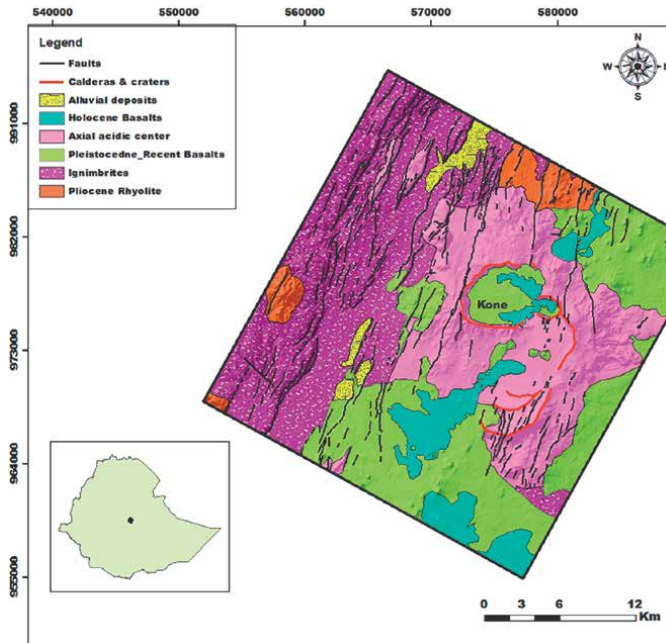 540000 550000 560000 570000 580000
Legend
Faults
Calderas & craters
Alluvial deposits
Holocene Basalts
Axial acidic center
Pleistocedne_Recent Basalts
Ignimbrites
Pliocene Rhyolite
N
W E
S
991000
982000
Kone
973000
964000
955000
0 3 6 12
Km